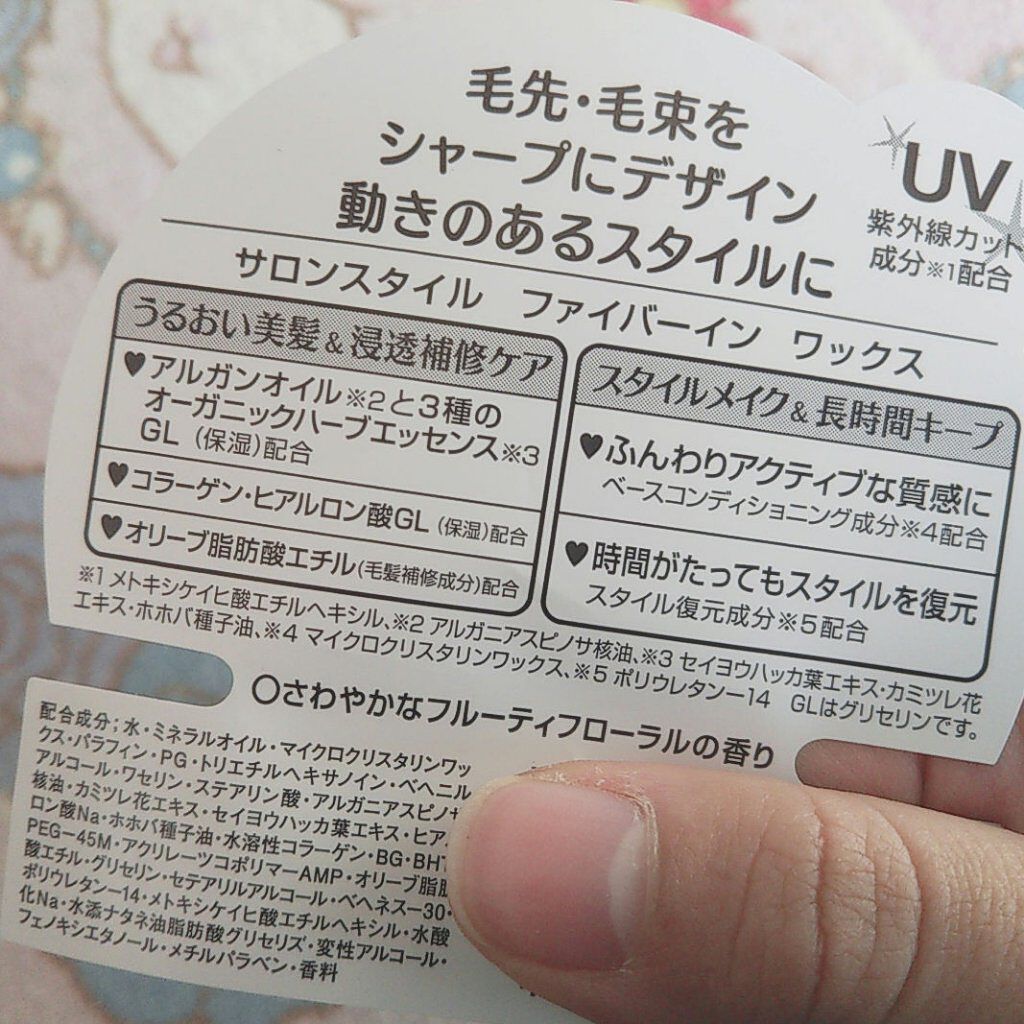 毛先・毛束を
シャープにデザイン
動きのあるスタイルに
UV
紫外線カット
成分※1配合
サロンスタイル ファイバーイン ワックス
うるおい美髪&浸透補修ケア
♥アルガンオイル※2と3種の
オーガニックハーブエッセンス※3
GL(保湿)配合
♥コラーゲン・ヒアルロン酸GL(保湿)配合
♥オリーブ脂肪酸エチル(毛髪補修成分)配合
スタイルメイク&長時間キープ
♥ふんわりアクティブな質感に
ベースコンディショニング成分※4配合
♥時間がたってもスタイルを復元
スタイル復元成分※5配合
※1 メトキシケイヒ酸エチルヘキシル、※2 アルガニアスピノサ核油、※3 セイヨウハッカ葉エキス・カミツレ花
エキス・ホホバ種子油、※4 マイクロクリスタリンワックス、※5 ポリウレタン-14 GLはグリセリンです。
○さわやかなフルーティフローラルの香り
配合成分;水・ミネラルオイル・マイクロクリスタリンワッ
クス・パラフィン・PG・トリエチルヘキサノイン・ベヘニル
アルコール・ワセリン・ステアリン酸・アルガニアスピノサ
核油・カミツレ花エキス・セイヨウハッカ葉エキス・ヒアル
ロン酸Na・ホホバ種子油・水溶性コラーゲン・BG・BHT
PEG-45M・アクリレーツコポリマーAMP・オリーブ脂肪
酸エチル・グリセリン・セテアリルアルコール・ベヘネス-30・
ポリウレタン-14・メトキシケイヒ酸エチルヘキシル・水酸
化Na・水添ナタネ油脂肪酸グリセリズ・変性アルコール・
フェノキシエタノール・メチルパラベン・香料